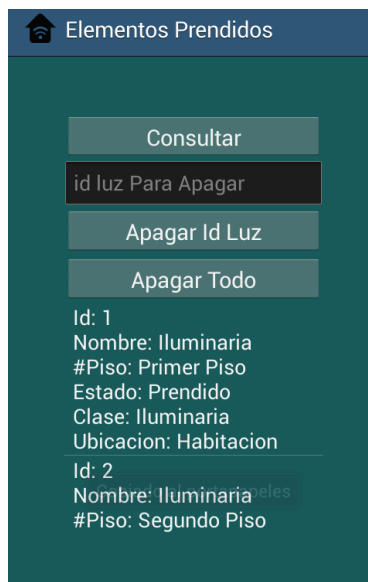 Elementos Prendidos
Consultar
id luz Para Apagar
Apagar Id Luz
Apagar Todo
Id: 1
Nombre: Iluminaria
#Piso: Primer Piso
Estado: Prendido
Clase: Iluminaria
Ubicacion: Habitacion
Id: 2
Nombre: Iluminaria
#Piso: Segundo Piso